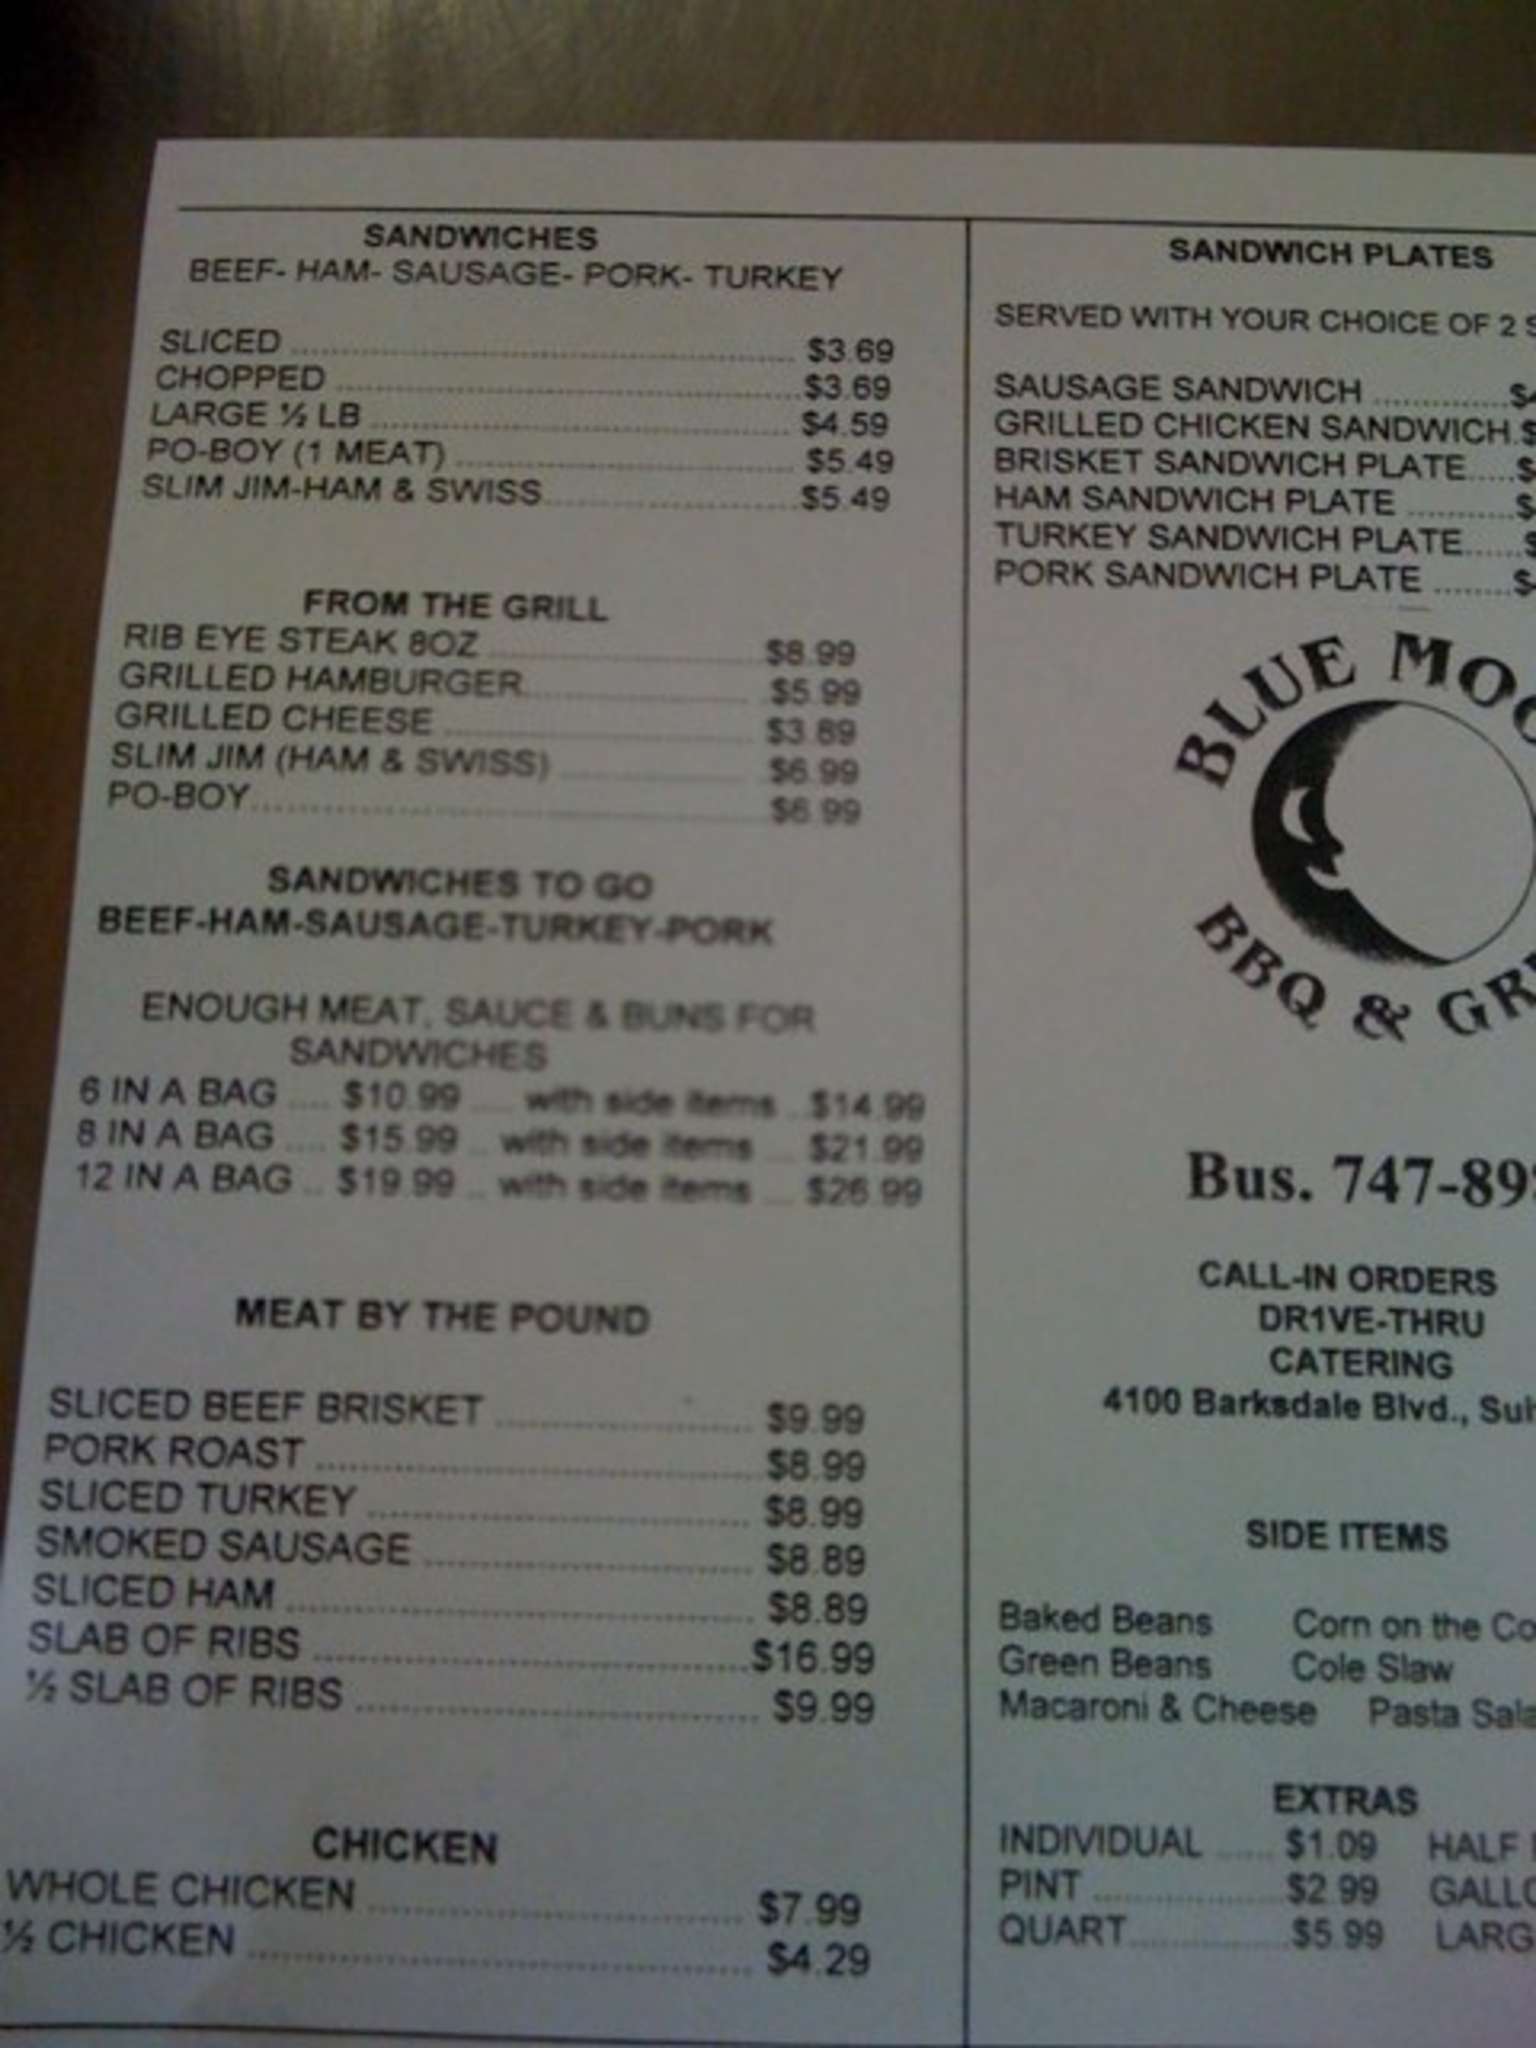 SANDWICHES
BEEF- HAM- SAUSAGE- PORK- TURKEY
SLICED $3.69
CHOPPED $3.69
LARGE ½ LB $4.59
PO-BOY (1 MEAT) $5.49
SLIM JIM-HAM & SWISS $5.49
FROM THE GRILL
RIB EYE STEAK 8OZ $8.99
GRILLED HAMBURGER $5.99
GRILLED CHEESE $3.89
SLIM JIM (HAM & SWISS) $6.99
PO-BOY $6.99
SANDWICHES TO GO
BEEF-HAM-SAUSAGE-TURKEY-PORK
ENOUGH MEAT, SAUCE & BUNS FOR
SANDWICHES
6 IN A BAG .... $10.99 .... with side items .. $14.99
8 IN A BAG .... $15.99 .. with side items ... $21.99
12 IN A BAG .. $19.99 .. with side items ... $26.99
MEAT BY THE POUND
SLICED BEEF BRISKET $9.99
PORK ROAST $8.99
SLICED TURKEY $8.99
SMOKED SAUSAGE $8.89
SLICED HAM $8.89
SLAB OF RIBS $16.99
½ SLAB OF RIBS $9.99
CHICKEN
WHOLE CHICKEN $7.99
½ CHICKEN $4.29
SANDWICH PLATES
SERVED WITH YOUR CHOICE OF 2
SAUSAGE SANDWICH
GRILLED CHICKEN SANDWICH
BRISKET SANDWICH PLATE
HAM SANDWICH PLATE
TURKEY SANDWICH PLATE
PORK SANDWICH PLATE
BLUE
BBQ &
Bus. 747-89
CALL-IN ORDERS
DR1VE-THRU
CATERING
4100 Barksdale Blvd.,
SIDE ITEMS
Baked Beans Corn on the
Green Beans Cole Slaw
Macaroni & Cheese Pasta
EXTRAS
INDIVIDUAL $1.09 HALF
PINT $2.99
QUART $5.99